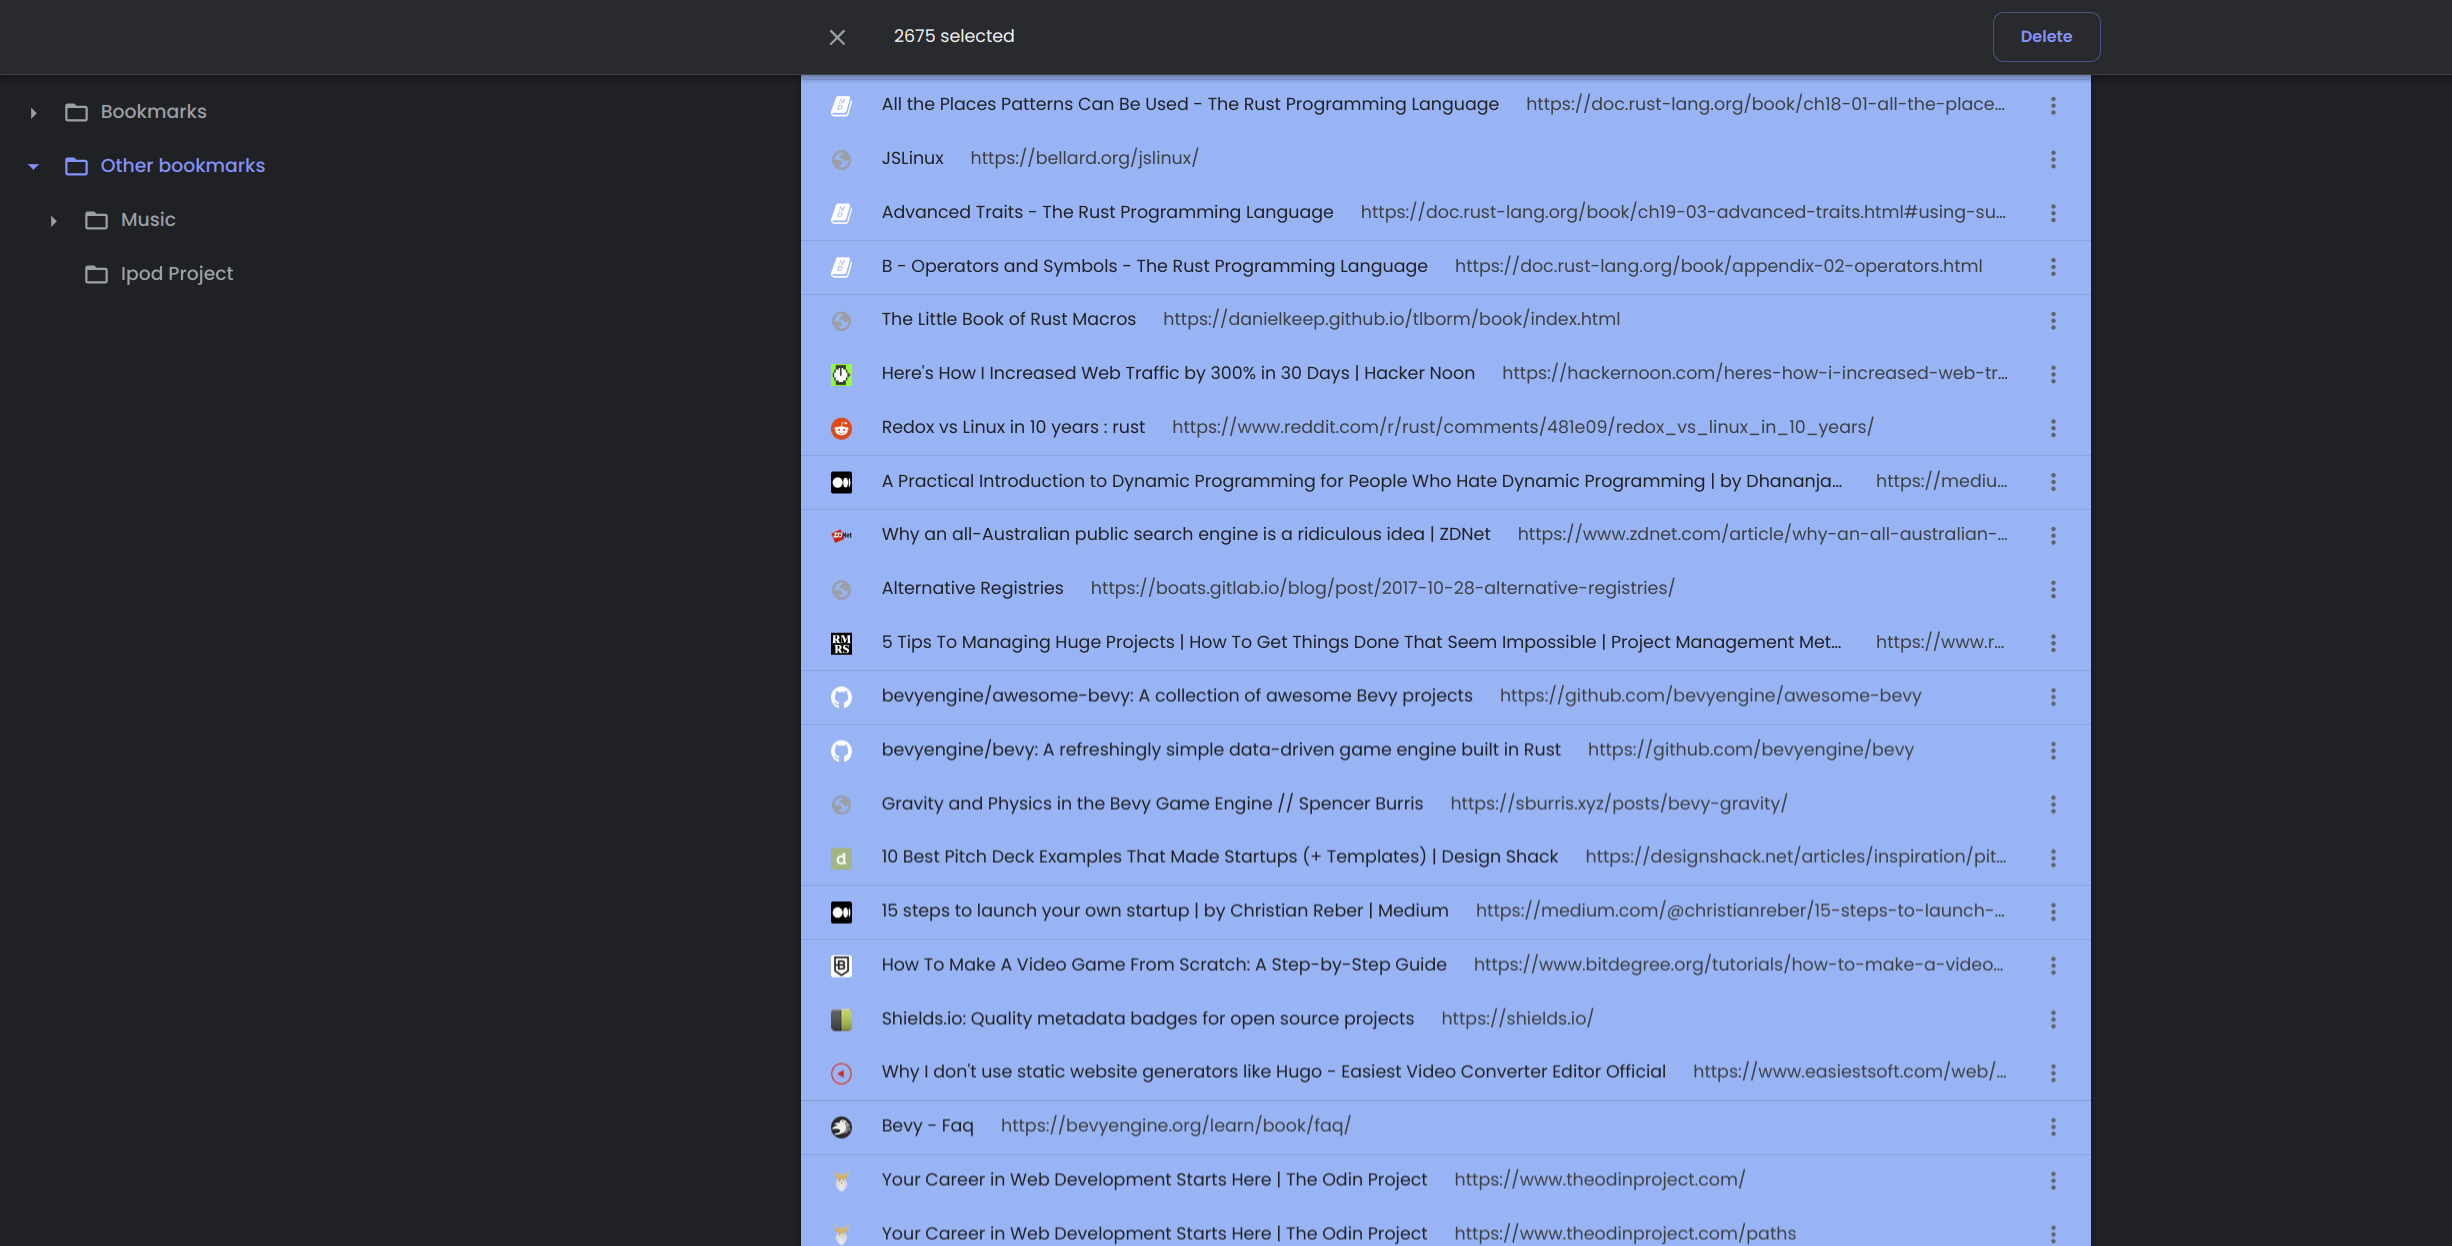 2675 selected
Delete
Bookmarks
Other bookmarks
Music
Ipod Project
All the Places Patterns Can Be Used - The Rust Programming Language https://doc.rust-lang.org/book/ch18-01-all-the-place...
JSLinux https://bellard.org/jslinux/
Advanced Traits - The Rust Programming Language https://doc.rust-lang.org/book/ch19-03-advanced-traits.html#using-su...
B - Operators and Symbols - The Rust Programming Language https://doc.rust-lang.org/book/appendix-02-operators.html
The Little Book of Rust Macros https://danielkeep.github.io/tlborm/book/index.html
Here's How I Increased Web Traffic by 300% in 30 Days | Hacker Noon https://hackernoon.com/heres-how-i-increased-web-tr...
Redox vs Linux in 10 years : rust https://www.reddit.com/r/rust/comments/481e09/redox_vs_linux_in_10_years/
A Practical Introduction to Dynamic Programming for People Who Hate Dynamic Programming | by Dhananja... https://mediu...
Why an all-Australian public search engine is a ridiculous idea | ZDNet https://www.zdnet.com/article/why-an-all-australian-...
Alternative Registries https://boats.gitlab.io/blog/post/2017-10-28-alternative-registries/
5 Tips To Managing Huge Projects | How To Get Things Done That Seem Impossible | Project Management Met... https://www.r...
bevyengine/awesome-bevy: A collection of awesome Bevy projects https://github.com/bevyengine/awesome-bevy
bevyengine/bevy: A refreshingly simple data-driven game engine built in Rust https://github.com/bevyengine/bevy
Gravity and Physics in the Bevy Game Engine // Spencer Burris https://sburris.xyz/posts/bevy-gravity/
10 Best Pitch Deck Examples That Made Startups (+ Templates) | Design Shack https://designshack.net/articles/inspiration/pit...
15 steps to launch your own startup | by Christian Reber | Medium https://medium.com/@christianreber/15-steps-to-launch-...
How To Make A Video Game From Scratch: A Step-by-Step Guide https://www.bitdegree.org/tutorials/how-to-make-a-video...
Shields.io: Quality metadata badges for open source projects https://shields.io/
Why I don't use static website generators like Hugo - Easiest Video Converter Editor Official https://www.easiestsoft.com/web/...
Bevy - Faq https://bevyengine.org/learn/book/faq/
Your Career in Web Development Starts Here | The Odin Project https://www.theodinproject.com/
Your Career in Web Development Starts Here | The Odin Project https://www.theodinproject.com/paths